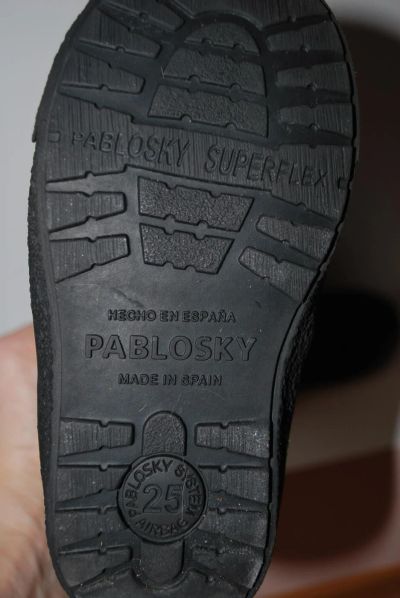 PABLOSKY SUPERFLEX
HECHO EN ESPAÑA
PABLOSKY
MADE IN SPAIN
PABLOSKY SYSTEM
25
AIRBAG